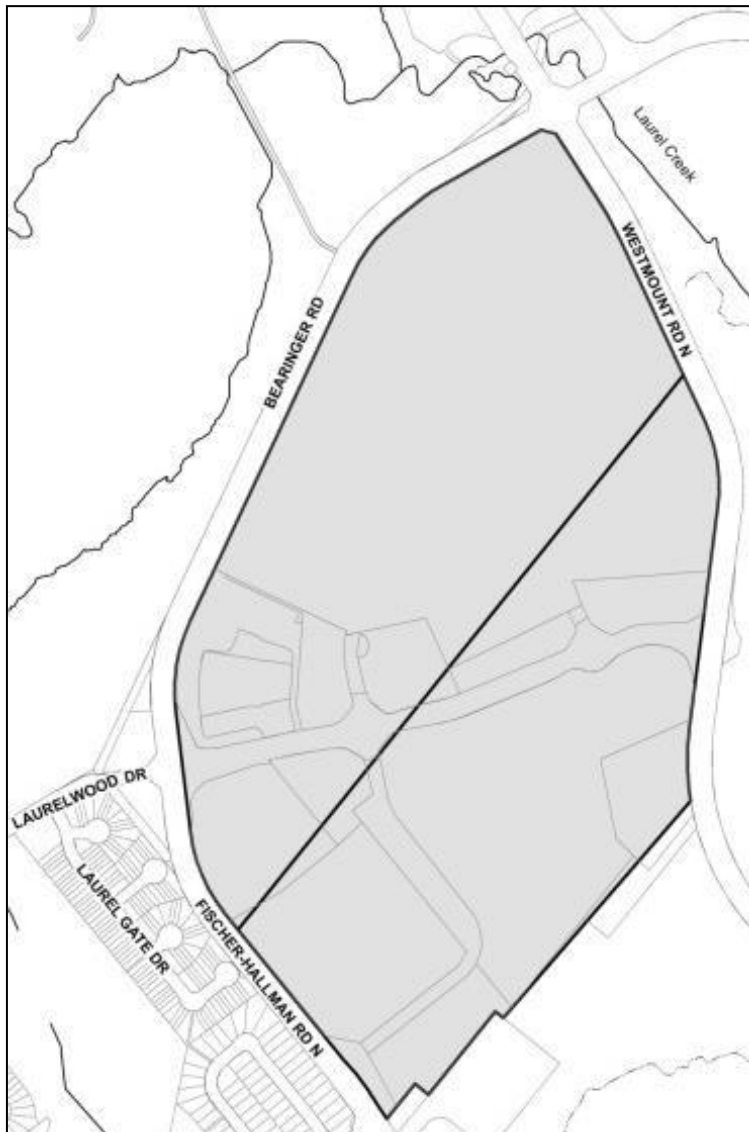 Laurel Creek
WESTMOUNT RD N
BEARINGER RD
LAURELWOOD DR
LAUREL GATE DR
FISCHER-HALLMAN RD N